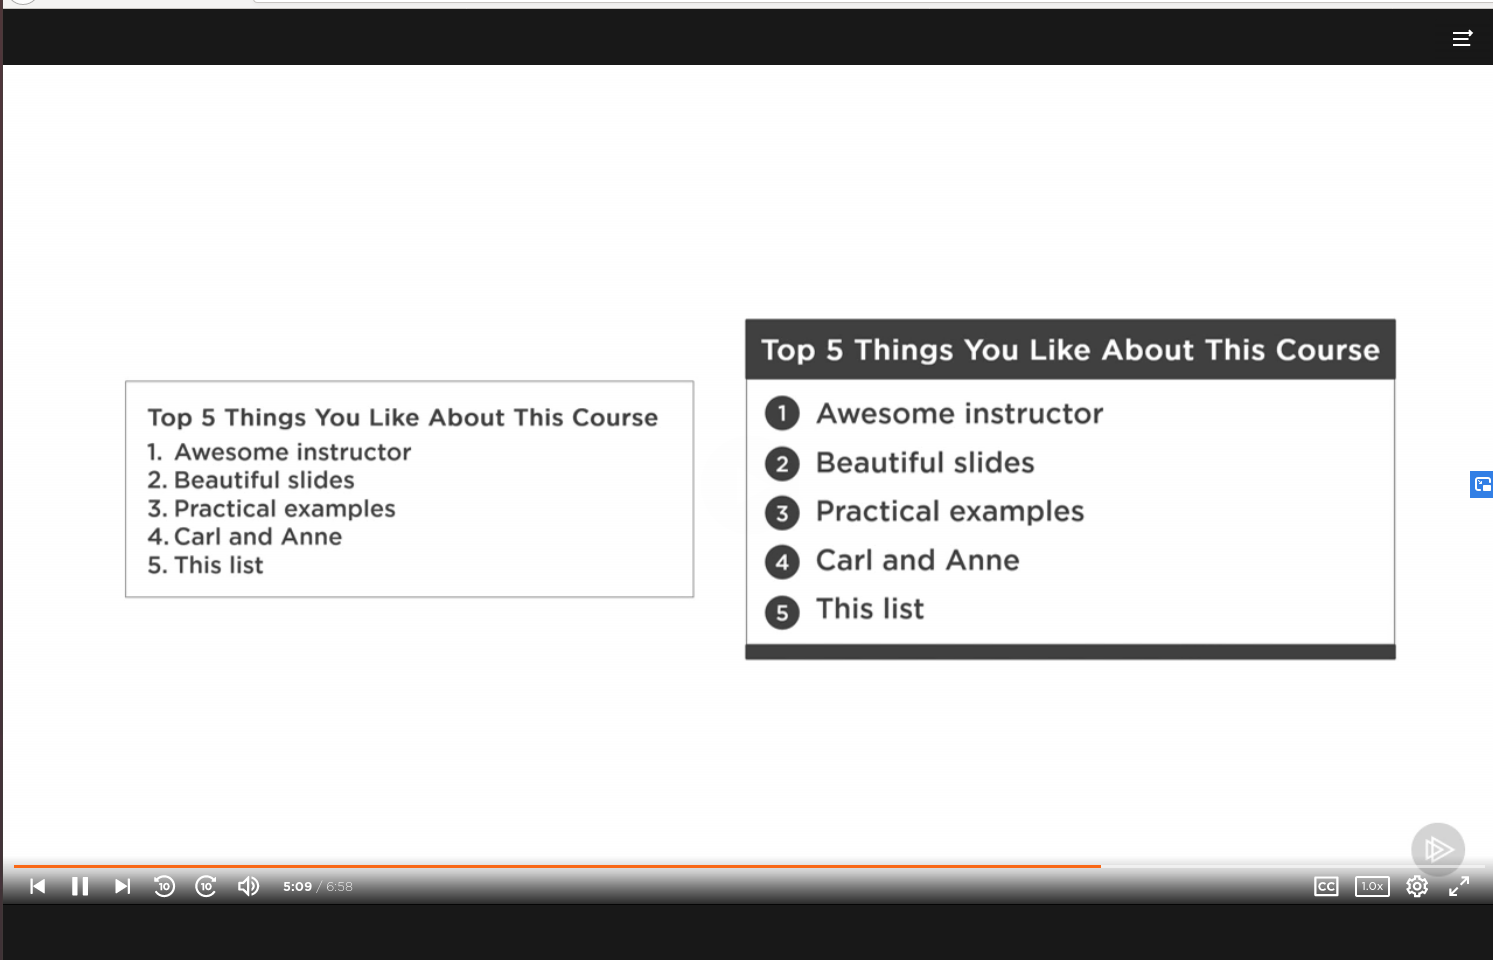 Top 5 Things You Like About This Course
1. Awesome instructor
2. Beautiful slides
3. Practical examples
4. Carl and Anne
5. This list
Top 5 Things You Like About This Course
1 Awesome instructor
2 Beautiful slides
3 Practical examples
4 Carl and Anne
5 This list
10 10 5:09 / 6:58 CC 1.0x